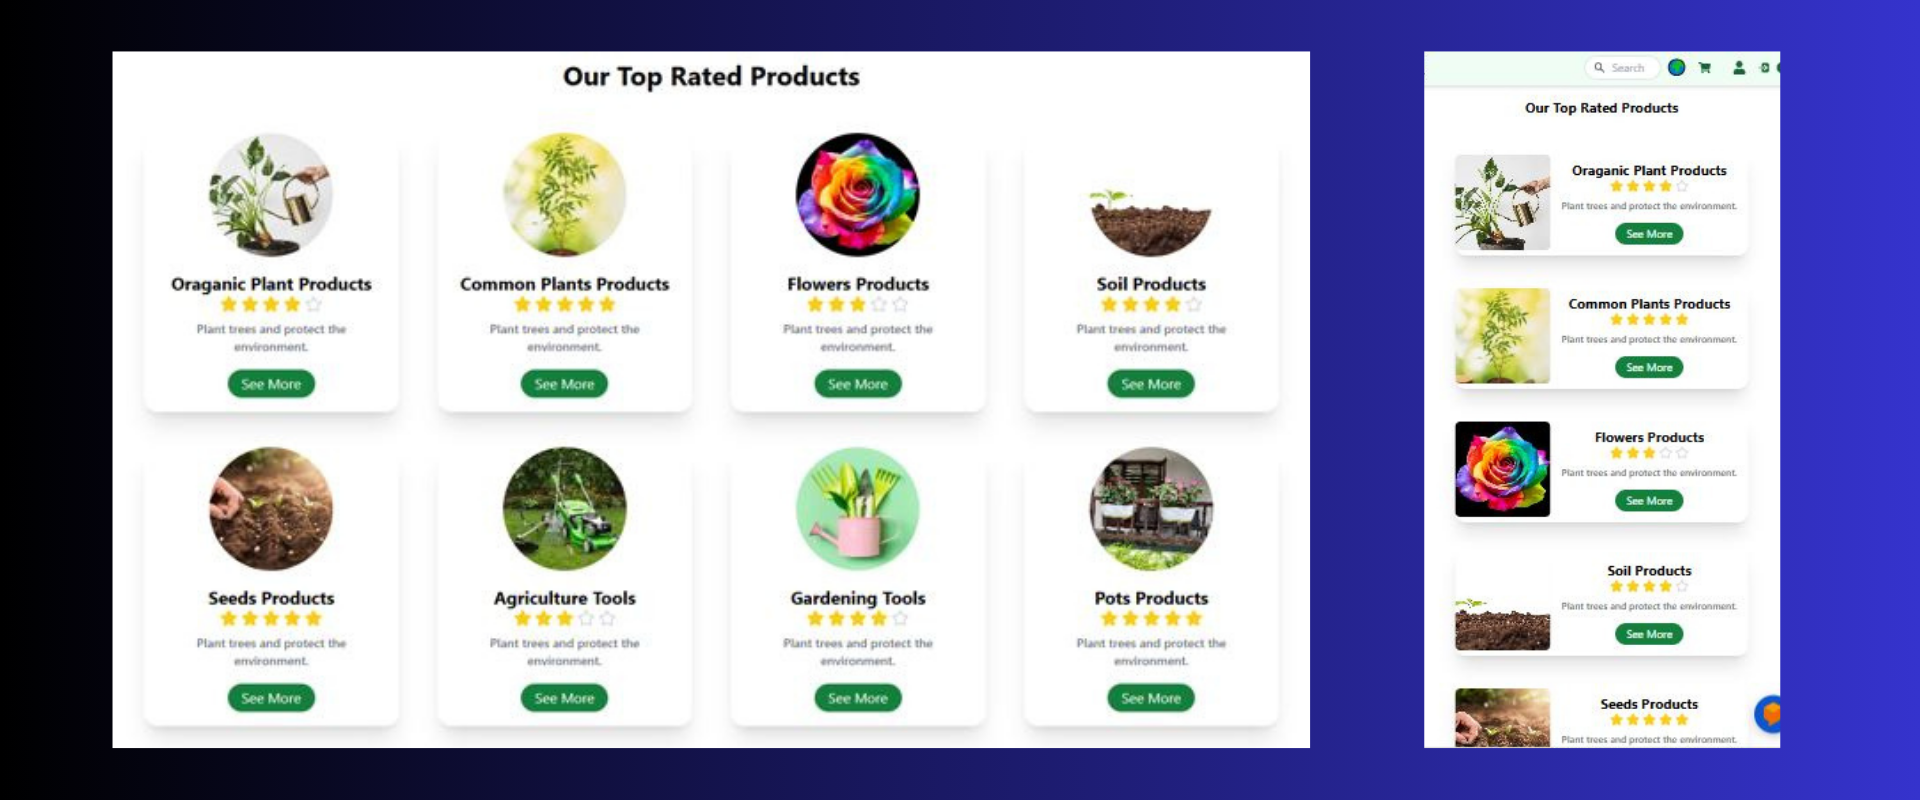 Our Top Rated Products
Oraganic Plant Products
Plant trees and protect the
environment.
See More
Common Plants Products
Plant trees and protect the
environment.
See More
Flowers Products
Plant trees and protect the
environment.
See More
Soil Products
Plant trees and protect the
environment.
See More
Seeds Products
Plant trees and protect the
environment.
See More
Agriculture Tools
Plant trees and protect the
environment.
See More
Gardening Tools
Plant trees and protect the
environment.
See More
Pots Products
Plant trees and protect the
environment.
See More
Search
Our Top Rated Products
Oraganic Plant Products
Plant trees and protect the environment.
See More
Common Plants Products
Plant trees and protect the environment.
See More
Flowers Products
Plant trees and protect the environment.
See More
Soil Products
Plant trees and protect the environment.
See More
Seeds Products
Plant trees and protect the environment.